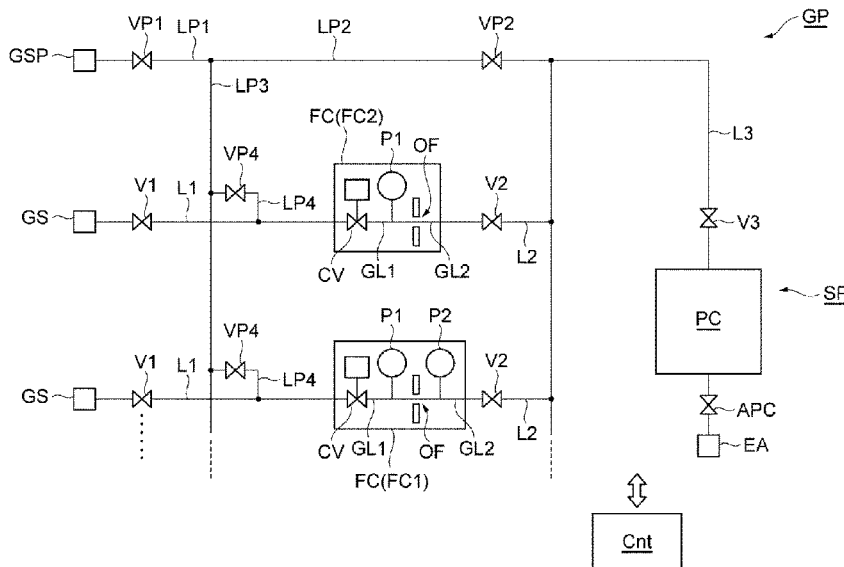 VP1 LP1 LP2 VP2 GP
GSP
LP3
FC(FC2)
P1 OF L3
VP4
V1 L1 V2
GS LP4 V3
L2
CV GL1 GL2
SP
PC
P1 P2
VP4
V1 L1 V2
GS LP4
APC
L2
CV GL1 OF GL2
EA
FC(FC1)
Cnt